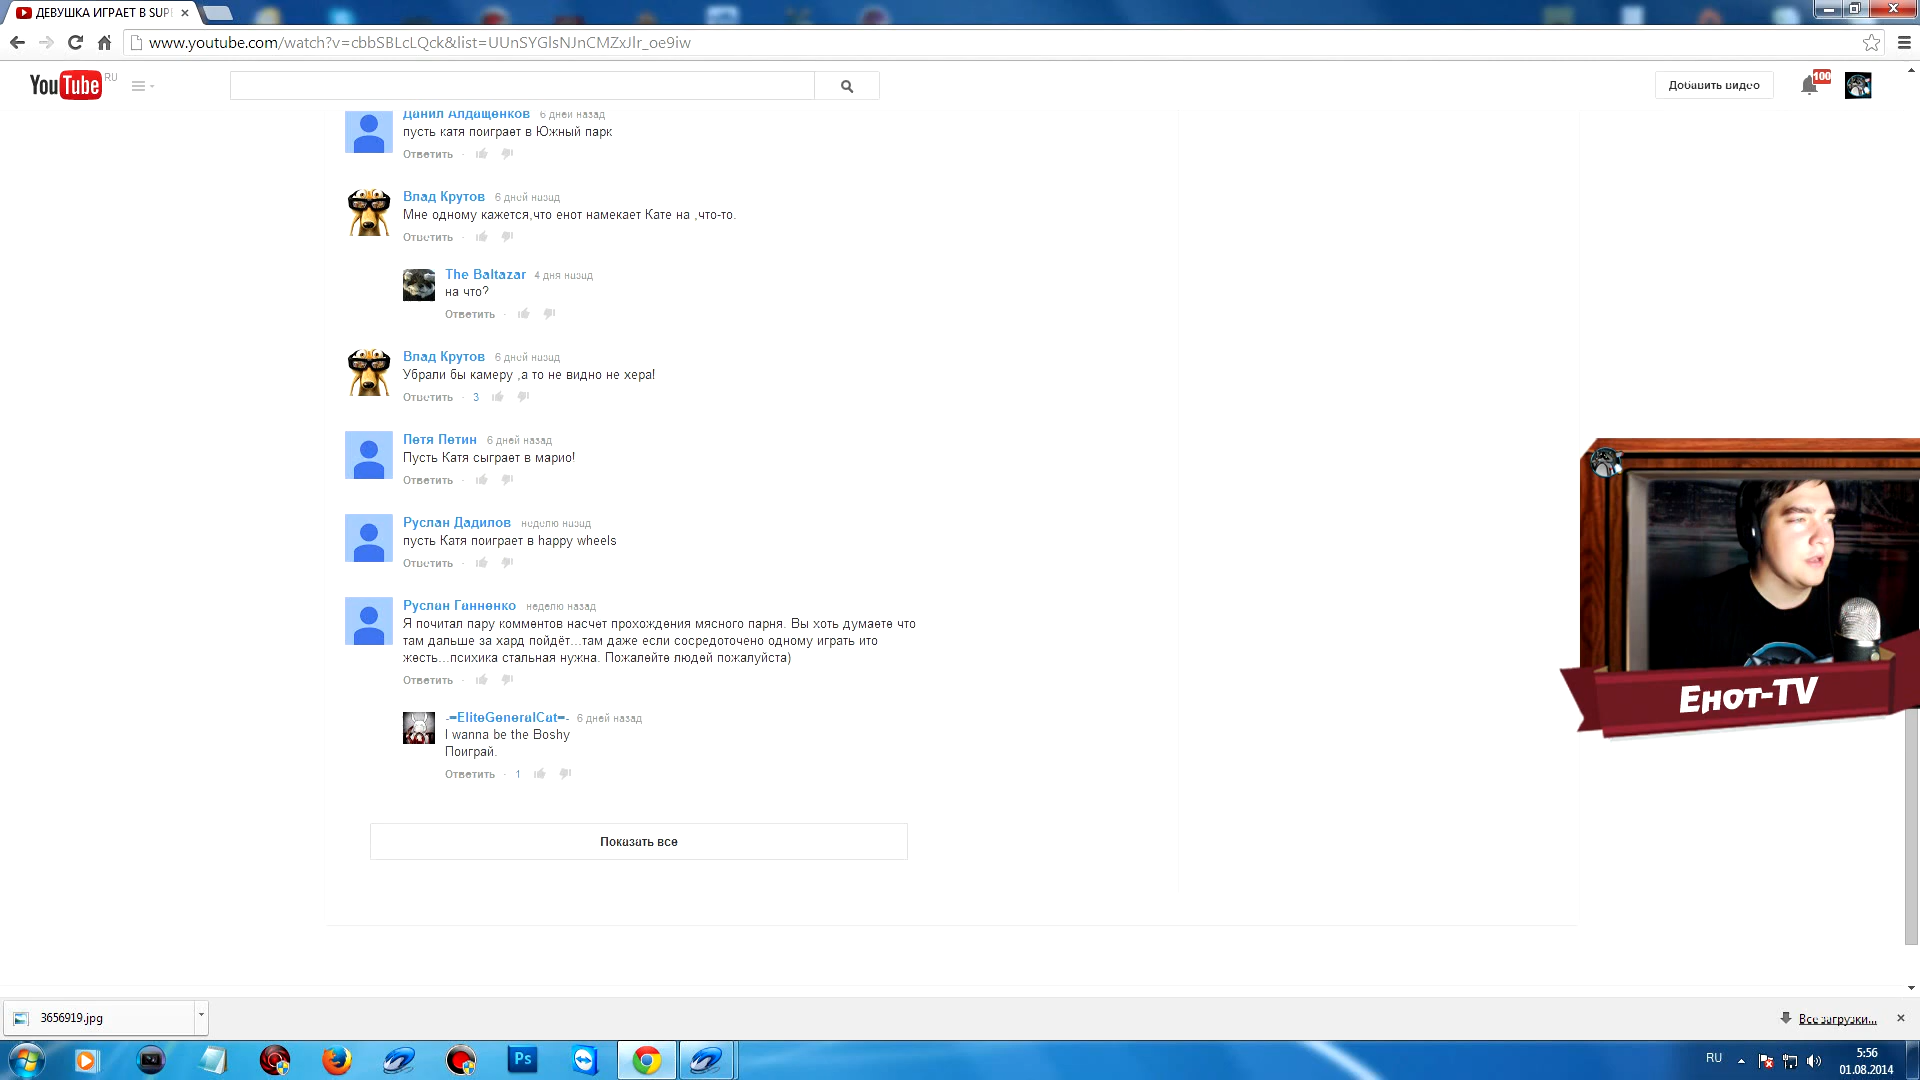 ДЕВУШКА ИГРАЕТ В SUP
www.youtube.com/watch?v=cbbSBLcLQck&list=UUnSYGlsNJnCMZxJlr_oe9iw
YouTube RU
Добавить видео
100
Данил Алдащенков 6 дней назад
пусть катя поиграет в Южный парк
Ответить
Влад Крутов 6 дней назад
Мне одному кажется,что енот намекает Кате на ,что-то.
Ответить
The Baltazar 4 дня назад
на что?
Ответить
Влад Крутов 6 дней назад
Убрали бы камеру ,а то не видно не хера!
Ответить · 3
Петя Петин 6 дней назад
Пусть Катя сыграет в марио!
Ответить
Руслан Дадилов неделю назад
пусть Катя поиграет в happy wheels
Ответить
Руслан Ганненко неделю назад
Я почитал пару комментов насчет прохождения мясного парня. Вы хоть думаете что
там дальше за хард пойдёт...там даже если сосредоточено одному играть ито
жесть...психика стальная нужна. Пожалейте людей пожалуйста)
Ответить
-=EliteGeneralCat=- 6 дней назад
I wanna be the Boshy
Поиграй.
Ответить · 1
Показать все
Енот-TV
3656919.jpg
Все загрузки...
Ps
RU
5:56
01.08.2014